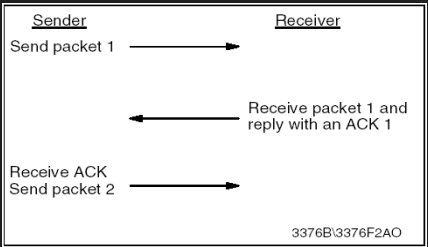 Sender
Receiver
Send packet 1
Receive packet 1 and
reply with an ACK 1
Receive ACK
Send packet 2
3376B\3376F2AO